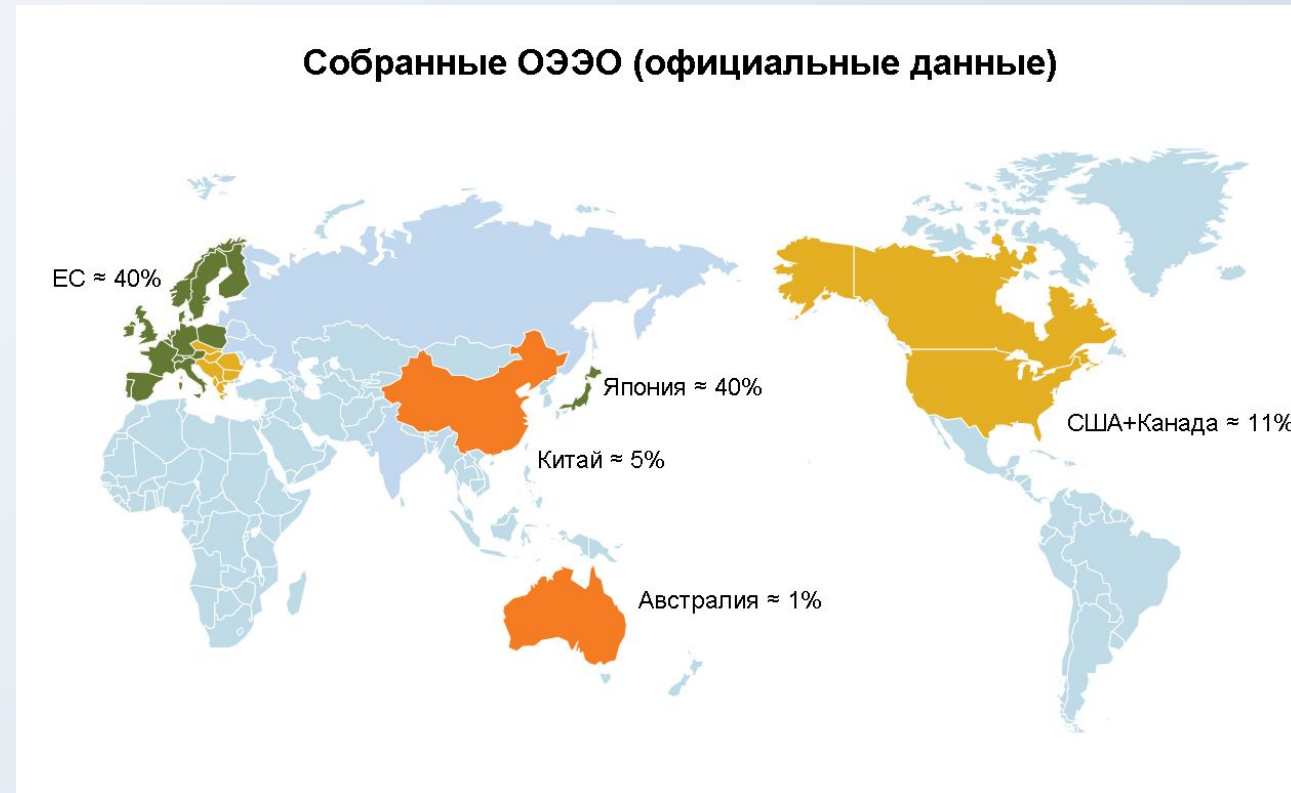 Собранные ОЭЭО (официальные данные)
ЕС ≈ 40%
Япония ≈ 40%
США+Канада ≈ 11%
Китай ≈ 5%
Австралия ≈ 1%